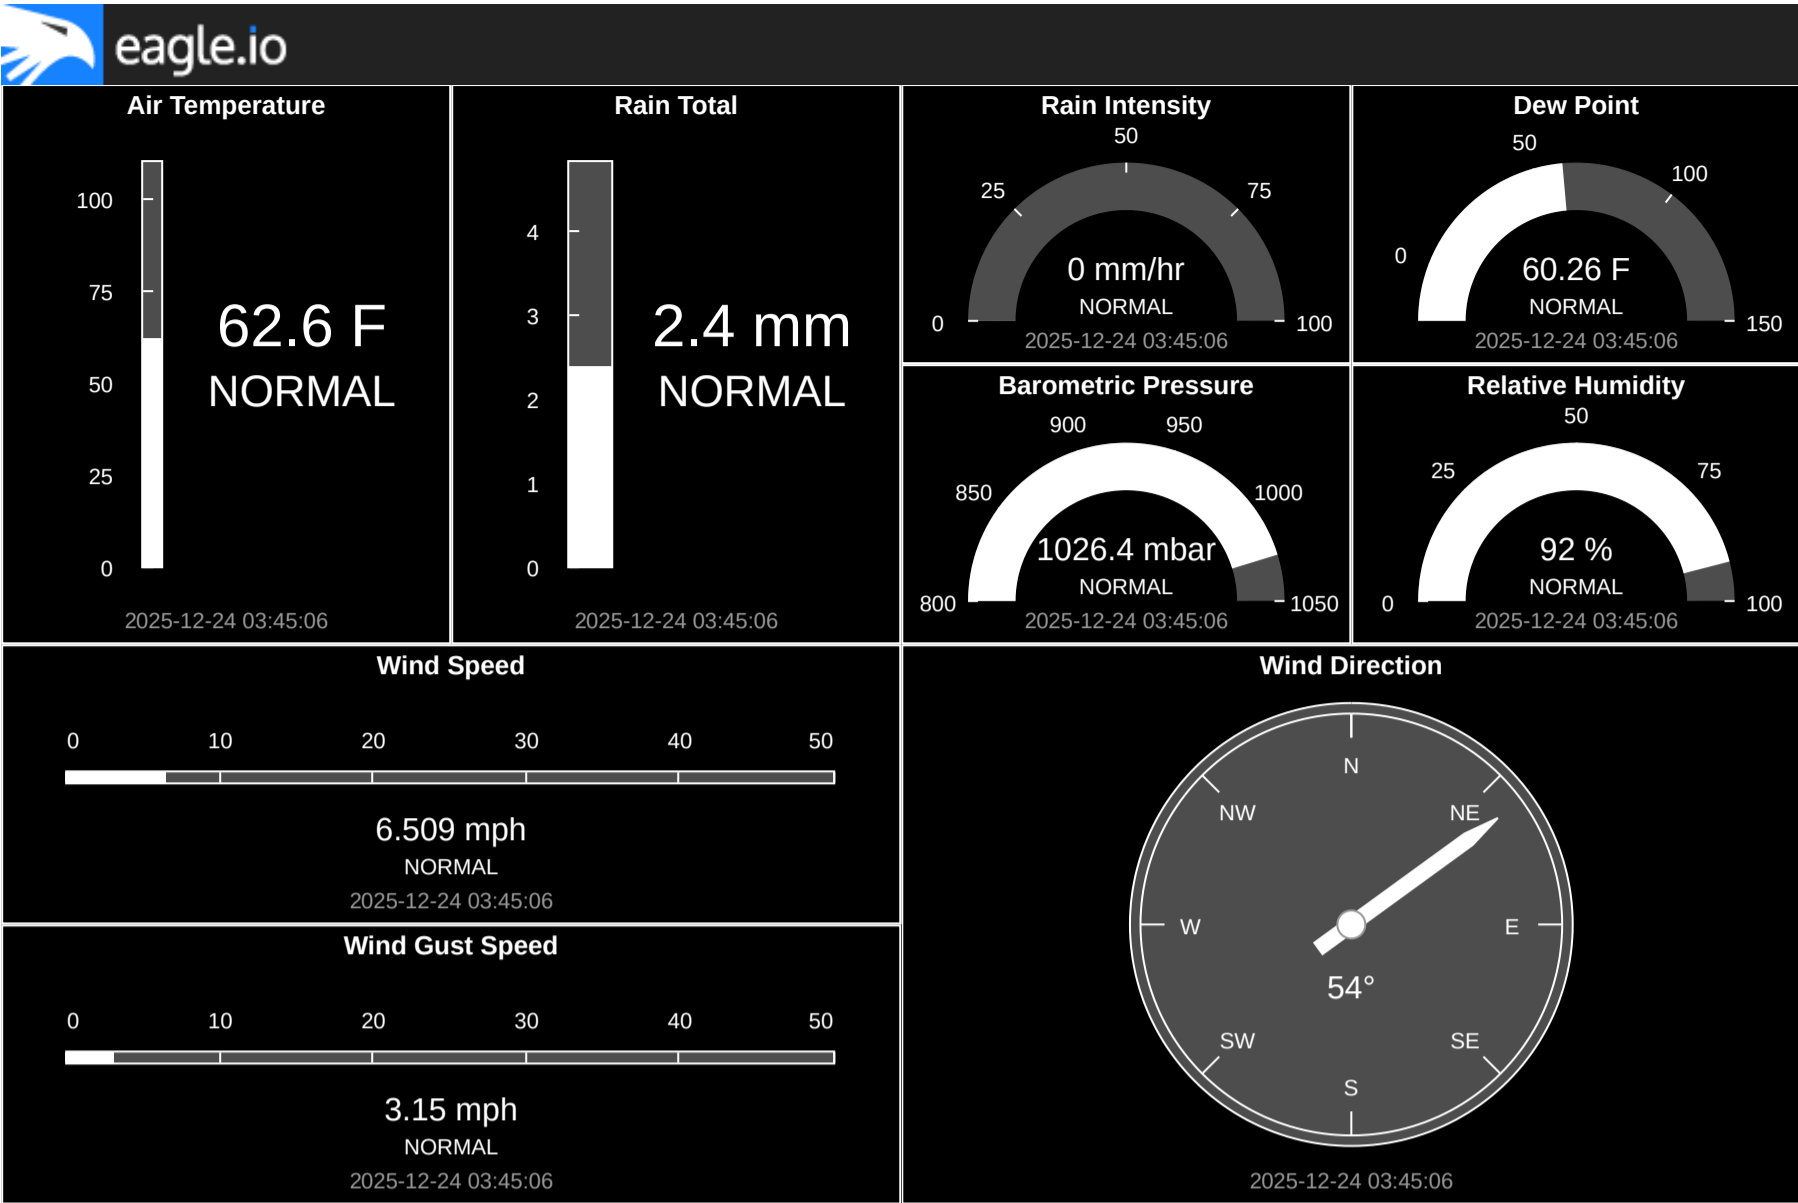 eagle.io
Air Temperature
100
75
50
25
0
62.6 F
NORMAL
2025-12-24 03:45:06
Rain Total
4
3
2
1
0
2.4 mm
NORMAL
2025-12-24 03:45:06
Rain Intensity
0
25
50
75
100
0 mm/hr
NORMAL
2025-12-24 03:45:06
Dew Point
0
50
100
150
60.26 F
NORMAL
2025-12-24 03:45:06
Barometric Pressure
800
850
900
950
1000
1050
1026.4 mbar
NORMAL
2025-12-24 03:45:06
Relative Humidity
0
25
50
75
100
92 %
NORMAL
2025-12-24 03:45:06
Wind Speed
0 10 20 30 40 50
6.509 mph
NORMAL
2025-12-24 03:45:06
Wind Gust Speed
0 10 20 30 40 50
3.15 mph
NORMAL
2025-12-24 03:45:06
Wind Direction
N
NW NE
W E
54°
SW SE
S
2025-12-24 03:45:06